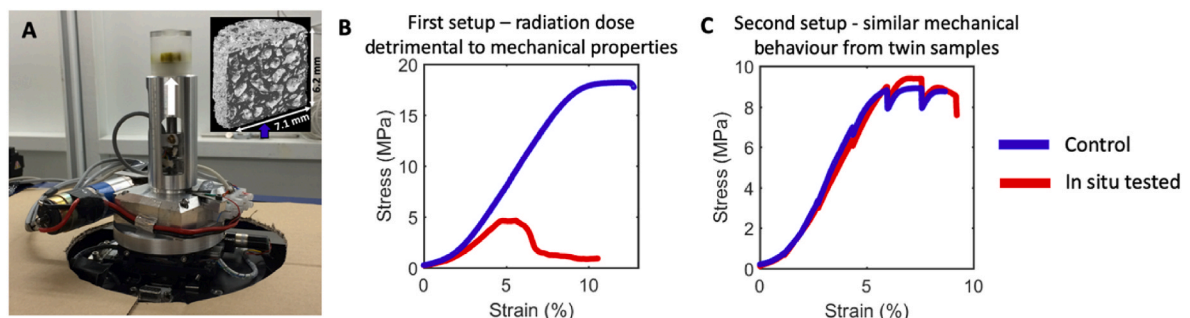 A
6.2 mm
7.1 mm
B
First setup – radiation dose
detrimental to mechanical properties
20
15
10
5
0
Stress (MPa)
0 5 10
Strain (%)
C
Second setup - similar mechanical
behaviour from twin samples
10
8
6
4
2
0
Stress (MPa)
0 5 10
Strain (%)
Control
In situ tested